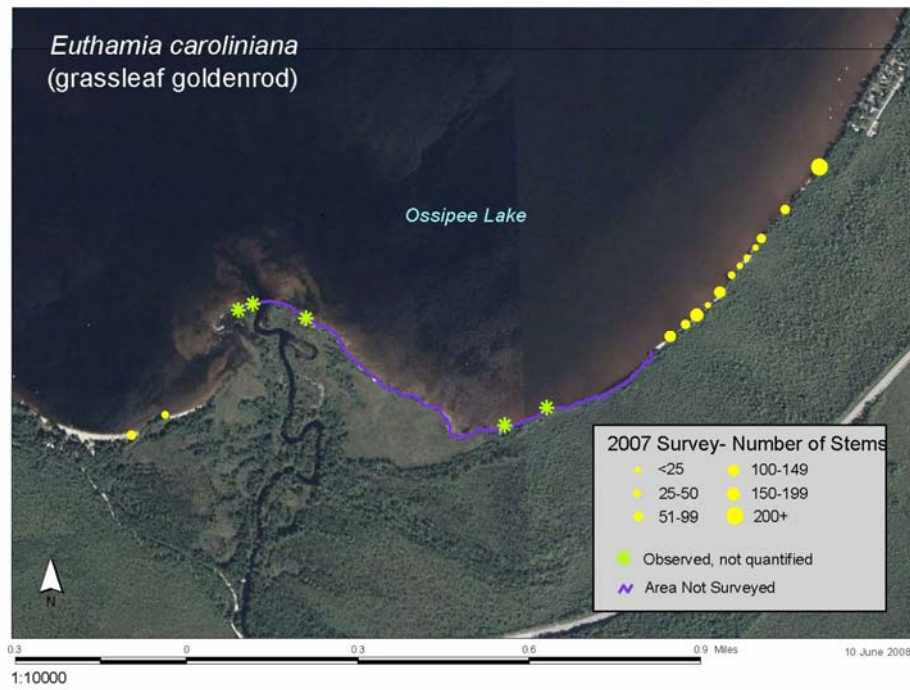 Euthamia caroliniana
(grassleaf goldenrod)
Ossipee Lake
2007 Survey- Number of Stems
<25
25-50
51-99
100-149
150-199
200+
Observed, not quantified
Area Not Surveyed
N
0.3 0 0.3 0.6 0.9 Miles
10 June 2008
1:10000